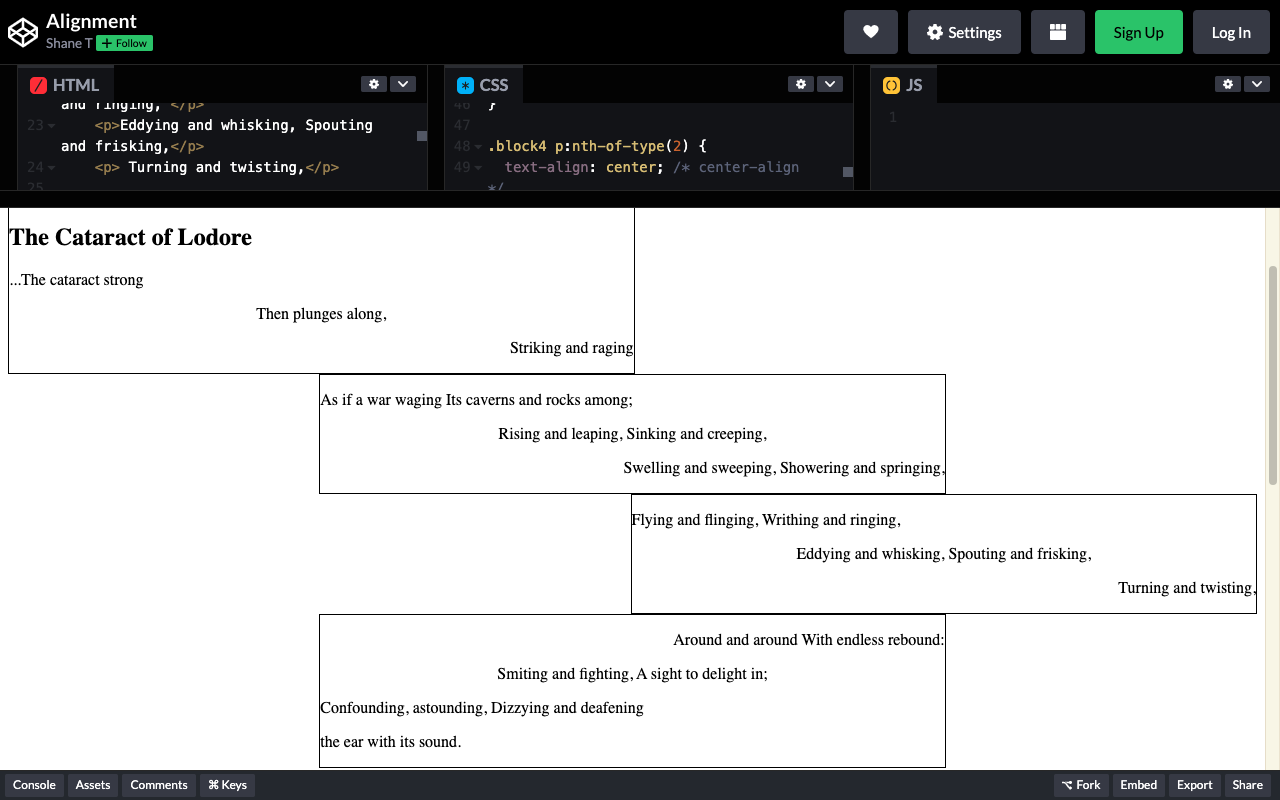 Alignment
Shane T + Follow
Settings
Sign Up
Log In
HTML
CSS
JS
and ringing, </p>
23 <p>Eddying and whisking, Spouting
and frisking,</p>
24 <p> Turning and twisting,</p>
25
46 }
47
48 .block4 p:nth-of-type(2) {
49 text-align: center; /* center-align
*/
1
The Cataract of Lodore
...The cataract strong
Then plunges along,
Striking and raging
As if a war waging Its caverns and rocks among;
Rising and leaping, Sinking and creeping,
Swelling and sweeping, Showering and springing,
Flying and flinging, Writhing and ringing,
Eddying and whisking, Spouting and frisking,
Turning and twisting,
Around and around With endless rebound:
Smiting and fighting, A sight to delight in;
Confounding, astounding, Dizzying and deafening
the ear with its sound.
Console Assets Comments ⌘ Keys
⌥ Fork Embed Export Share